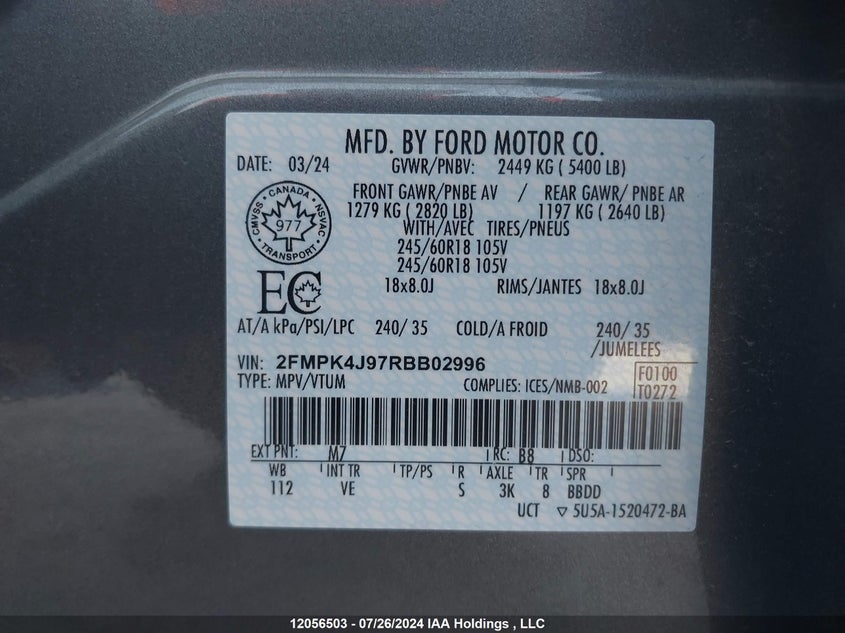 MFD. BY FORD MOTOR CO.
DATE: 03/24 GVWR/PNBV: 2449 KG ( 5400 LB)
FRONT GAWR/PNBE AV / REAR GAWR/ PNBE AR
1279 KG ( 2820 LB) 1197 KG ( 2640 LB)
WITH/AVEC TIRES/PNEUS
245/60R18 105V
245/60R18 105V
18x8.0J RIMS/JANTES 18x8.0J
CANADA
CMVSS NSVAC
977
TRANSPORT
EC
AT/A kPa/PSI/LPC 240/ 35 COLD/A FROID 240/ 35
/JUMELEES
VIN: 2FMPK4J97RBB02996 F0100
TYPE: MPV/VTUM COMPLIES: ICES/NMB-002 T0272
EXT PNT: M7 RC: B8 DSO:
WB INT TR TP/PS R AXLE TR SPR
112 VE S 3K 8 BBDD
UCT ▽ 5U5A-1520472-BA
12056503 - 07/26/2024 IAA Holdings , LLC